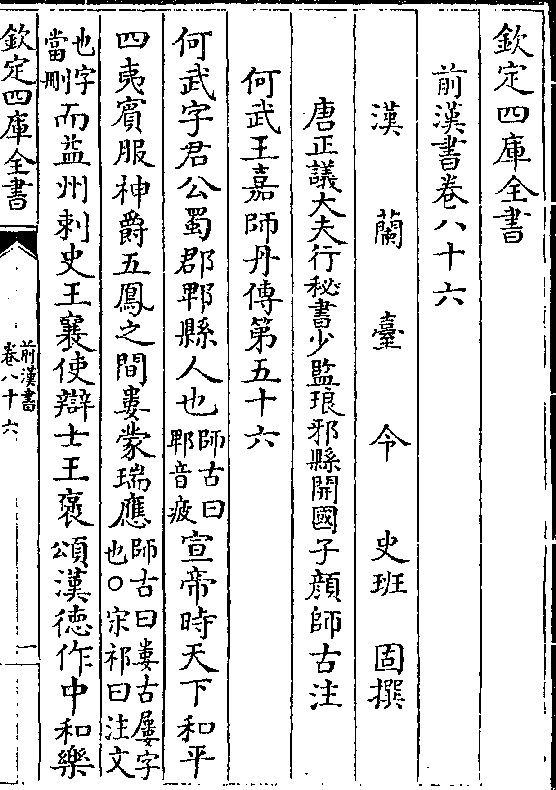 欽定四庫全書
前漢書卷八十六
漢蘭臺令史班固撰
唐正議大夫行秘書少監琅邪縣開國子顔師古注
何武王嘉師丹傳第五十六
何武字君公蜀郡郫縣人也師古曰郫音疲宣帝時天下和平
四夷賓服神爵五鳳之間婁蒙瑞應師古曰婁古屢字也○宋祁曰注文
也字當刪而益州刺史王襄使辯士王褒頌漢徳作中和樂
欽定四庫全書
前漢書
卷八十六
一